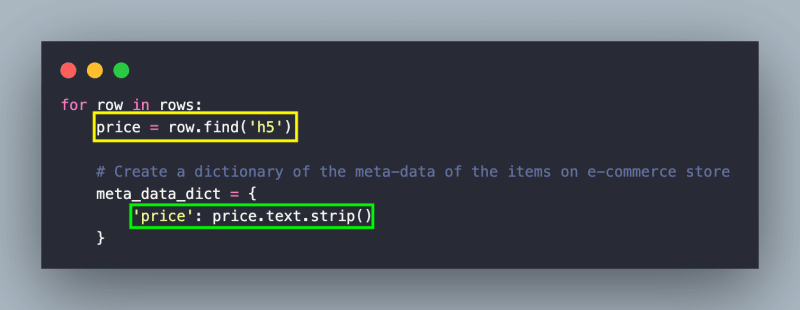 for row in rows:
    price = row.find('h5')

    # Create a dictionary of the meta-data of the items on e-commerce store
    meta_data_dict = {
        'price': price.text.strip()
    }